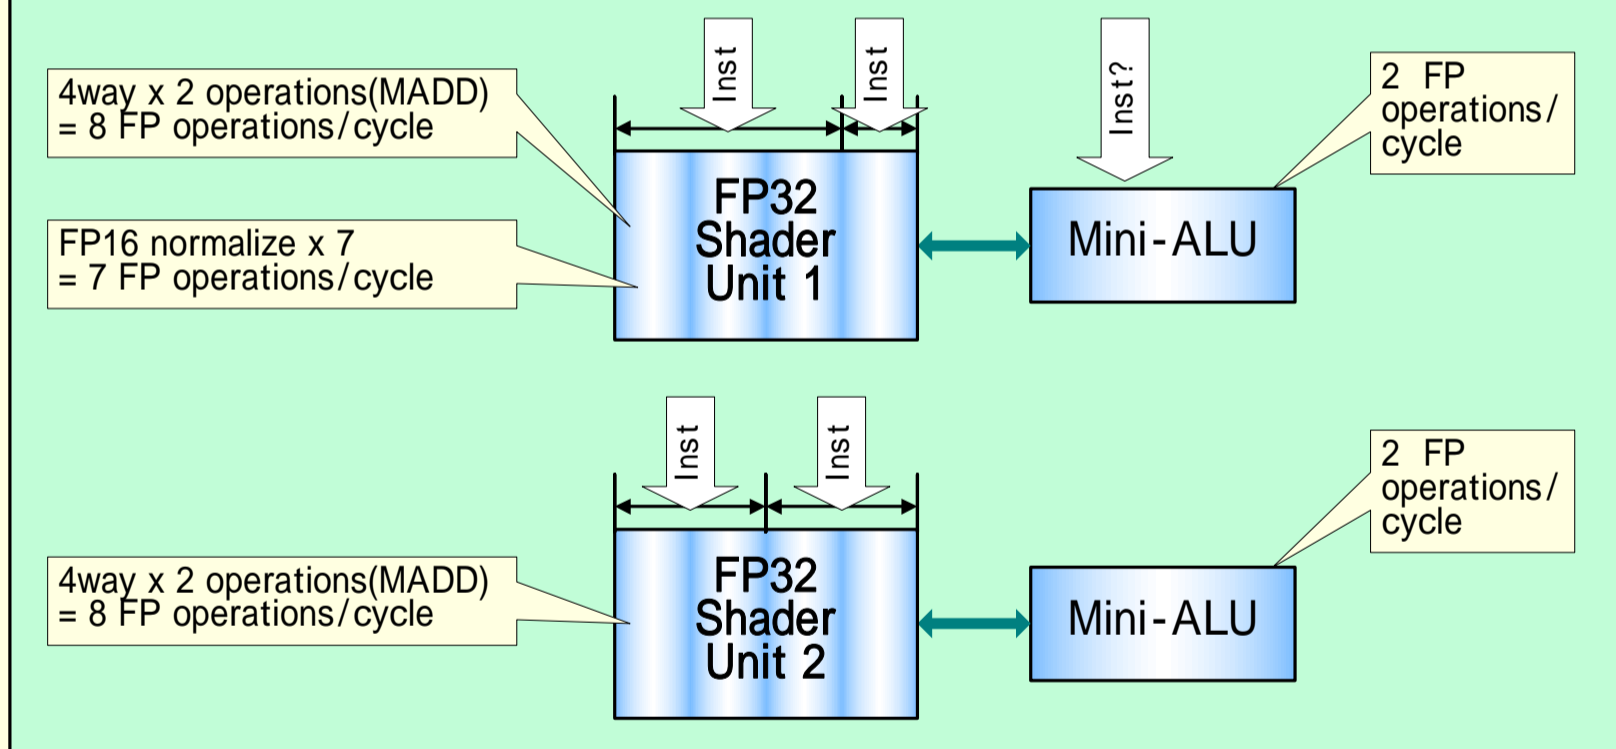 Inst
Inst
Inst?
4way x 2 operations(MADD)
= 8 FP operations/cycle
2 FP
operations/
cycle
FP16 normalize x 7
= 7 FP operations/cycle
FP32
Shader
Unit 1
Mini-ALU
Inst
Inst
4way x 2 operations(MADD)
= 8 FP operations/cycle
FP32
Shader
Unit 2
Mini-ALU
2 FP
operations/
cycle